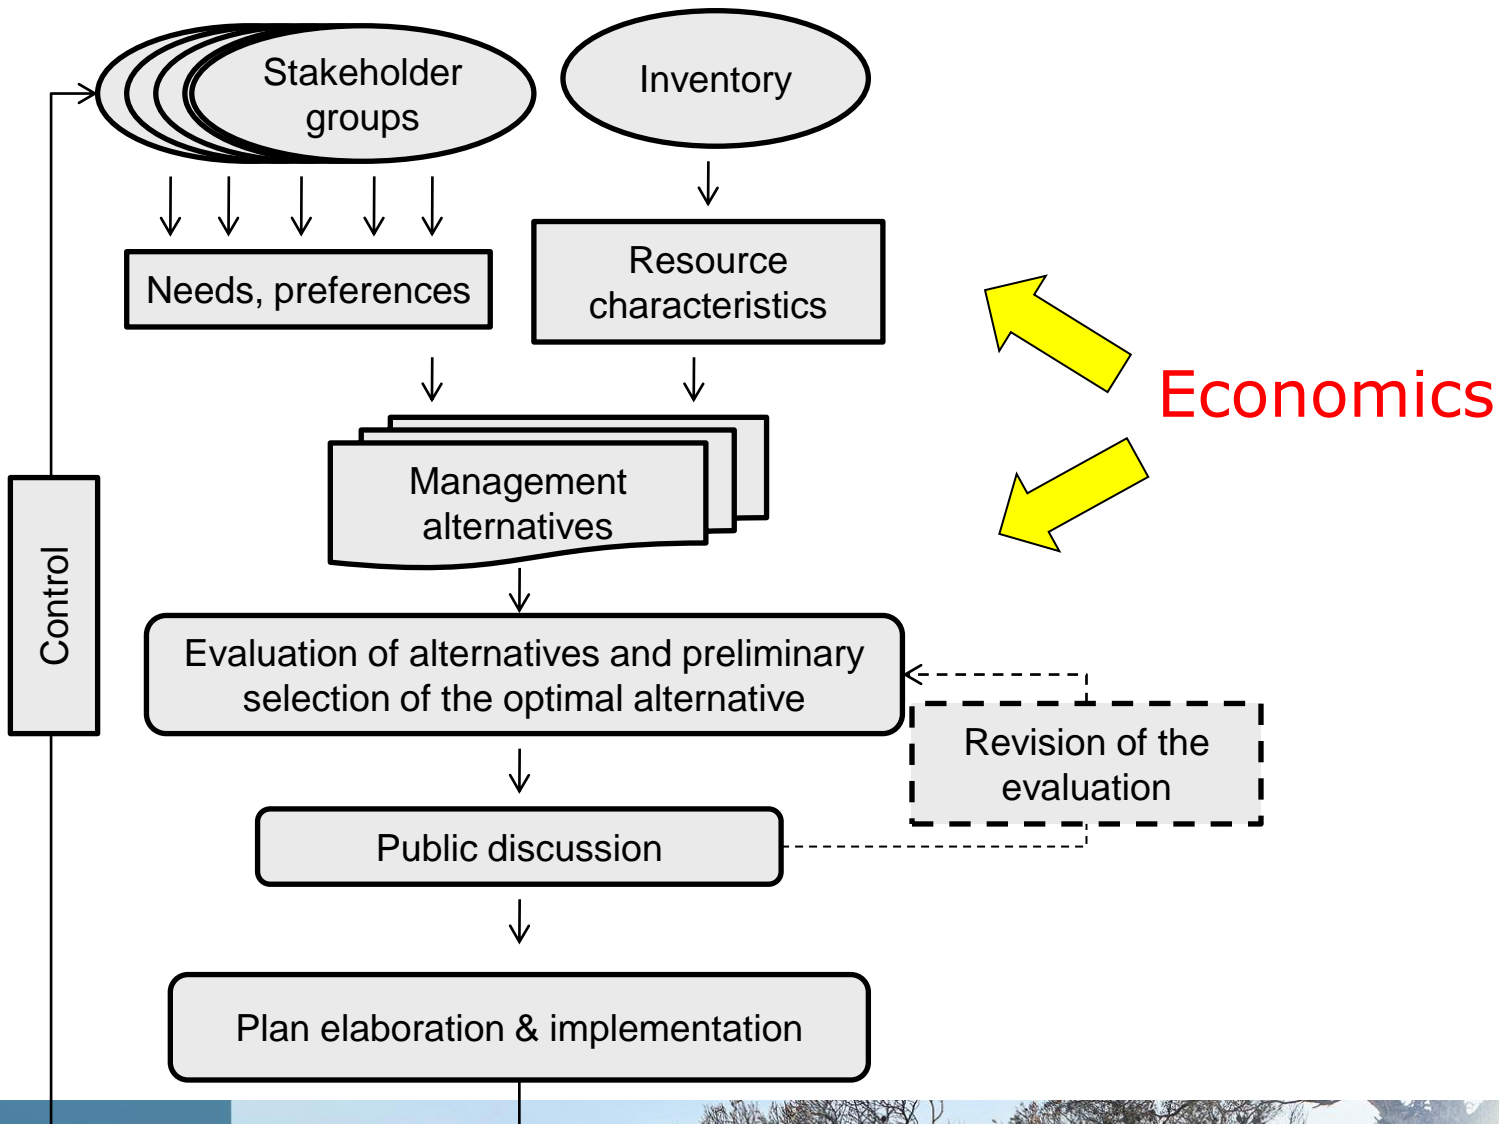 Stakeholder
groups
Inventory
Needs, preferences
Resource
characteristics
Economics
Management
alternatives
Control
Evaluation of alternatives and preliminary
selection of the optimal alternative
Revision of the
evaluation
Public discussion
Plan elaboration & implementation